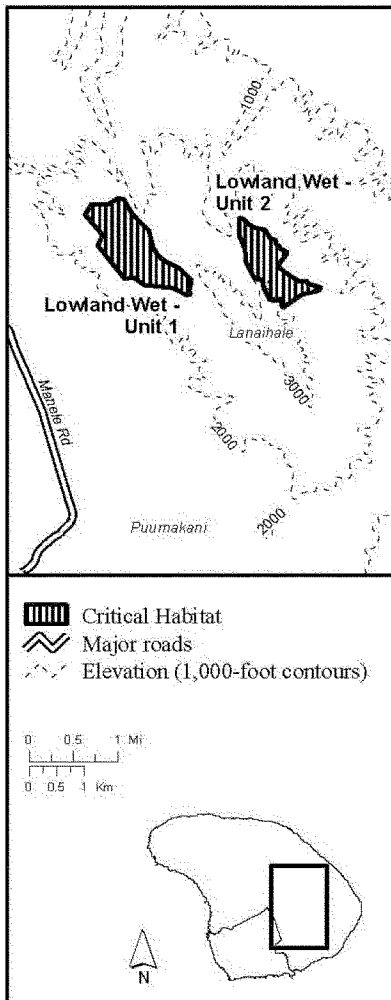 1000
Lowland Wet -
Unit 2
Lowland Wet -
Unit 1
Lanaihale
3000
2000
Manele Rd
2000
Puumakani
Critical Habitat
Major roads
Elevation (1,000-foot contours)
0 0.5 1 Mi
0 0.5 1 Km
N